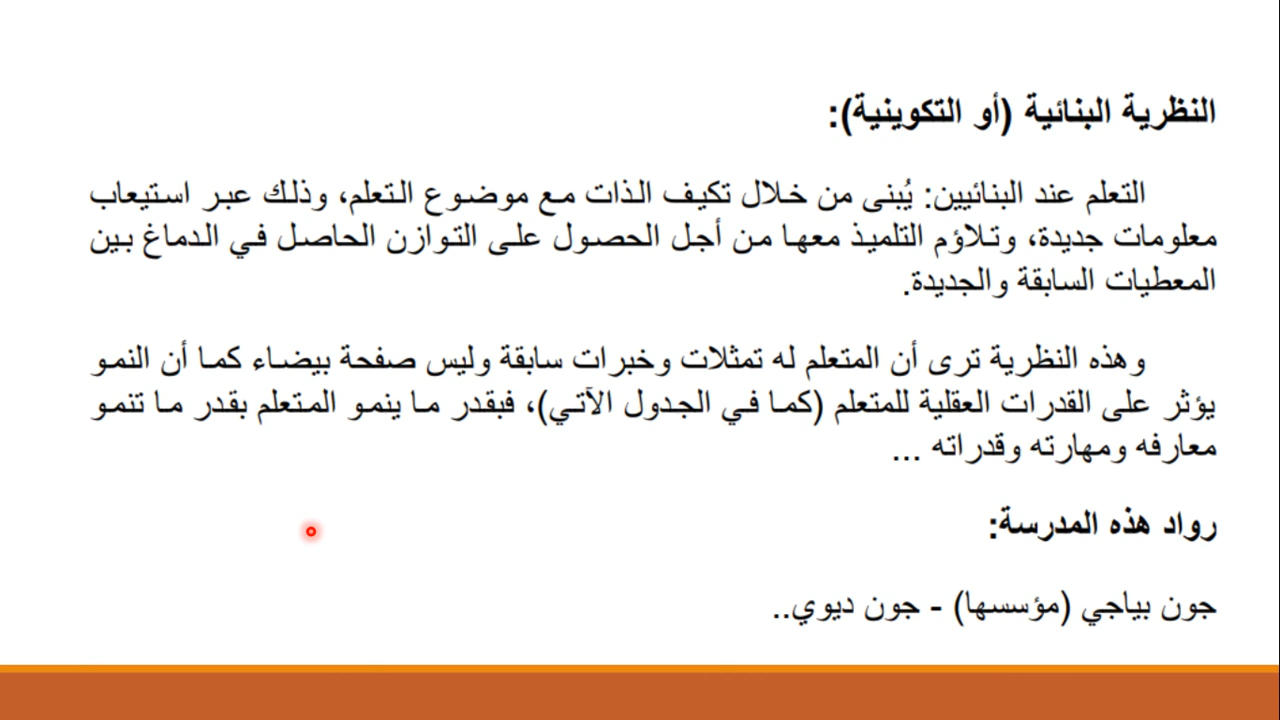 النظرية البنائية (أو التكوينية):
التعلم عند البنائيين: يُبنى من خلال تكيف الذات مع موضوع التعلم، وذلك عبر استيعاب
معلومات جديدة، وتلاؤم التلميذ معها من أجل الحصول على التوازن الحاصل في الدماغ بين
المعطيات السابقة والجديدة.
وهذه النظرية ترى أن المتعلم له تمثلات وخبرات سابقة وليس صفحة بيضاء كما أن النمو
يؤثر على القدرات العقلية للمتعلم (كما في الجدول الآتي)، فبقدر ما ينمو المتعلم بقدر ما تنمو
معارفه ومهارته وقدراته ...
رواد هذه المدرسة:
جون بياجي (مؤسسها) - جون ديوي..